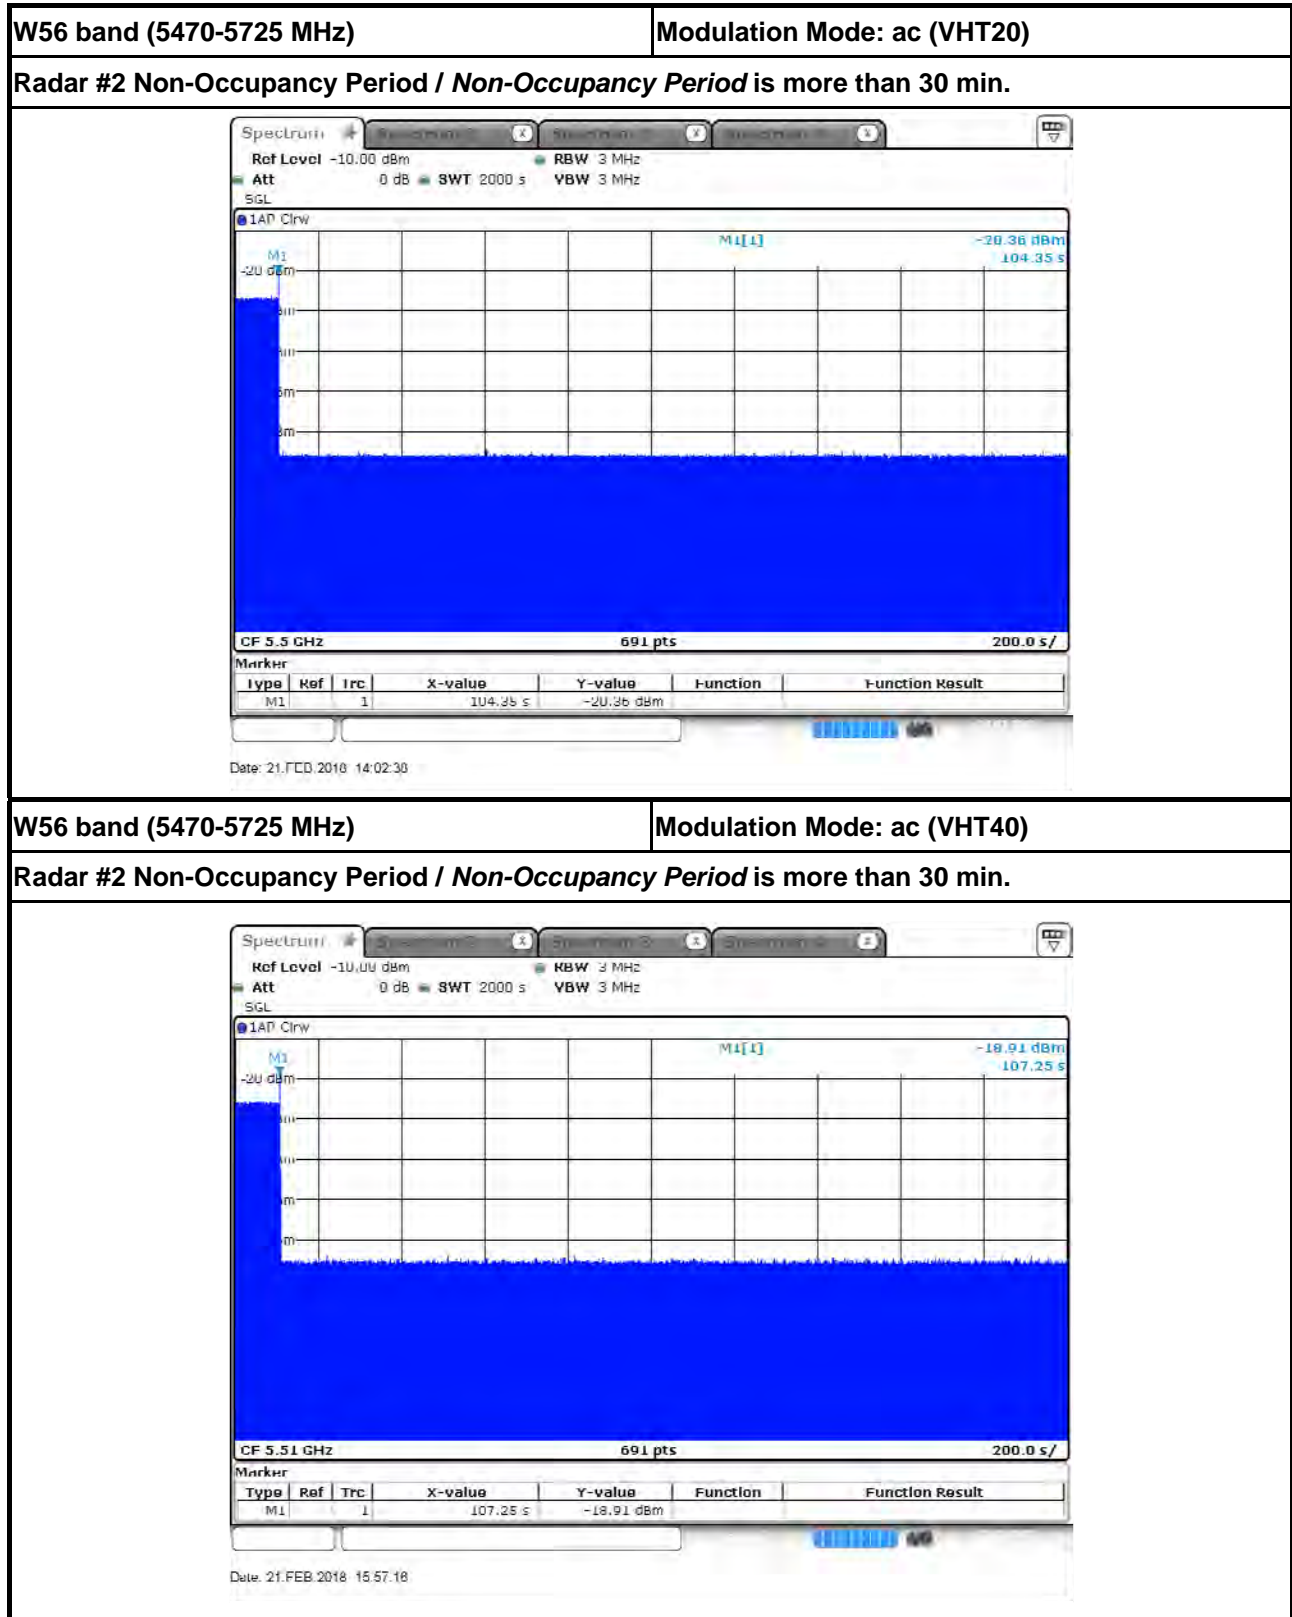 W56 band (5470-5725 MHz) Modulation Mode: ac (VHT20)
Radar #2 Non-Occupancy Period / Non-Occupancy Period is more than 30 min.
Spectrum
Ref Level -10.00 dBm RBW 3 MHz
Att 0 dB SWT 2000 s VBW 3 MHz
SGL
1AP Clrw
M1[1] -20.36 dBm
M1 104.35 s
-20 dBm
CF 5.5 GHz 691 pts 200.0 s/
Marker
Type Ref Trc X-value Y-value Function Function Result
M1 1 104.35 s -20.36 dBm
Date: 21.FEB.2018 14:02:38
W56 band (5470-5725 MHz) Modulation Mode: ac (VHT40)
Radar #2 Non-Occupancy Period / Non-Occupancy Period is more than 30 min.
Spectrum
Ref Level -10.00 dBm RBW 3 MHz
Att 0 dB SWT 2000 s VBW 3 MHz
SGL
1AP Clrw
M1[1] -18.91 dBm
M1 107.25 s
-20 dBm
CF 5.51 GHz 691 pts 200.0 s/
Marker
Type Ref Trc X-value Y-value Function Function Result
M1 1 107.25 s -18.91 dBm
Date: 21.FEB.2018 15:57:16